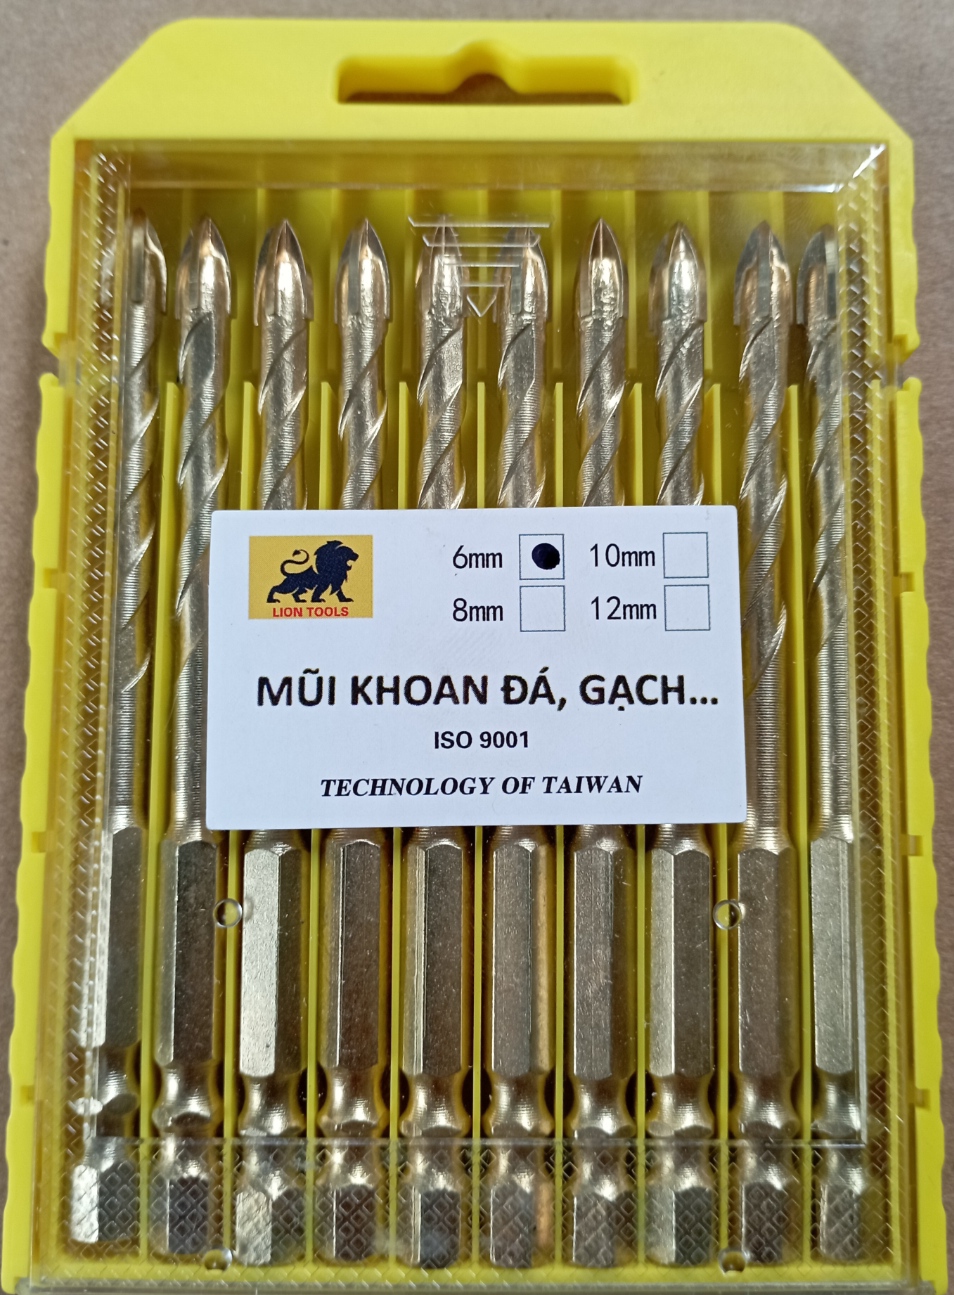 LION TOOLS
6mm 10mm
8mm 12mm
MŨI KHOAN ĐÁ, GẠCH...
ISO 9001
TECHNOLOGY OF TAIWAN